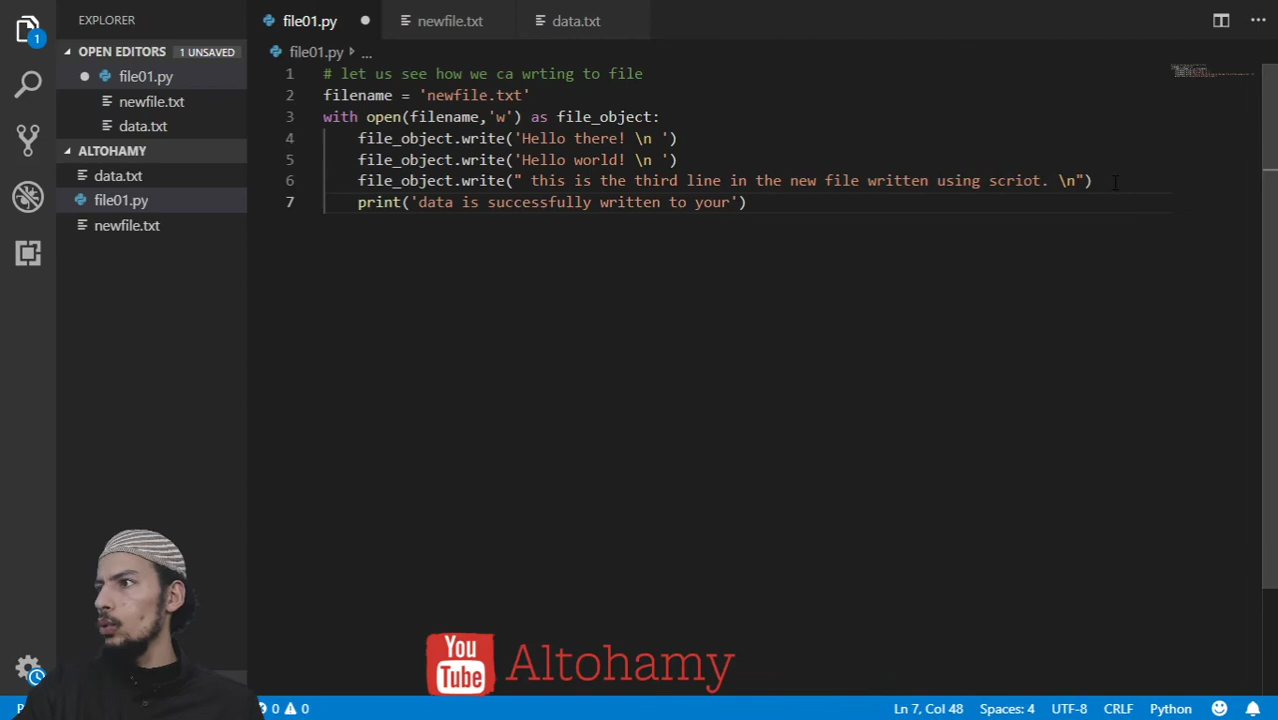 EXPLORER
OPEN EDITORS 1 UNSAVED
file01.py
newfile.txt
data.txt
ALTOHAMY
data.txt
file01.py
newfile.txt
1
file01.py
newfile.txt
data.txt
file01.py ...
1 # let us see how we ca wrting to file
2 filename = 'newfile.txt'
3 with open(filename,'w') as file_object:
4 file_object.write('Hello there! \n ')
5 file_object.write('Hello world! \n ')
6 file_object.write(" this is the third line in the new file written using scriot. \n")
7 print('data is successfully written to your')
You Tube Altohamy
0 0 Ln 7, Col 48 Spaces: 4 UTF-8 CRLF Python